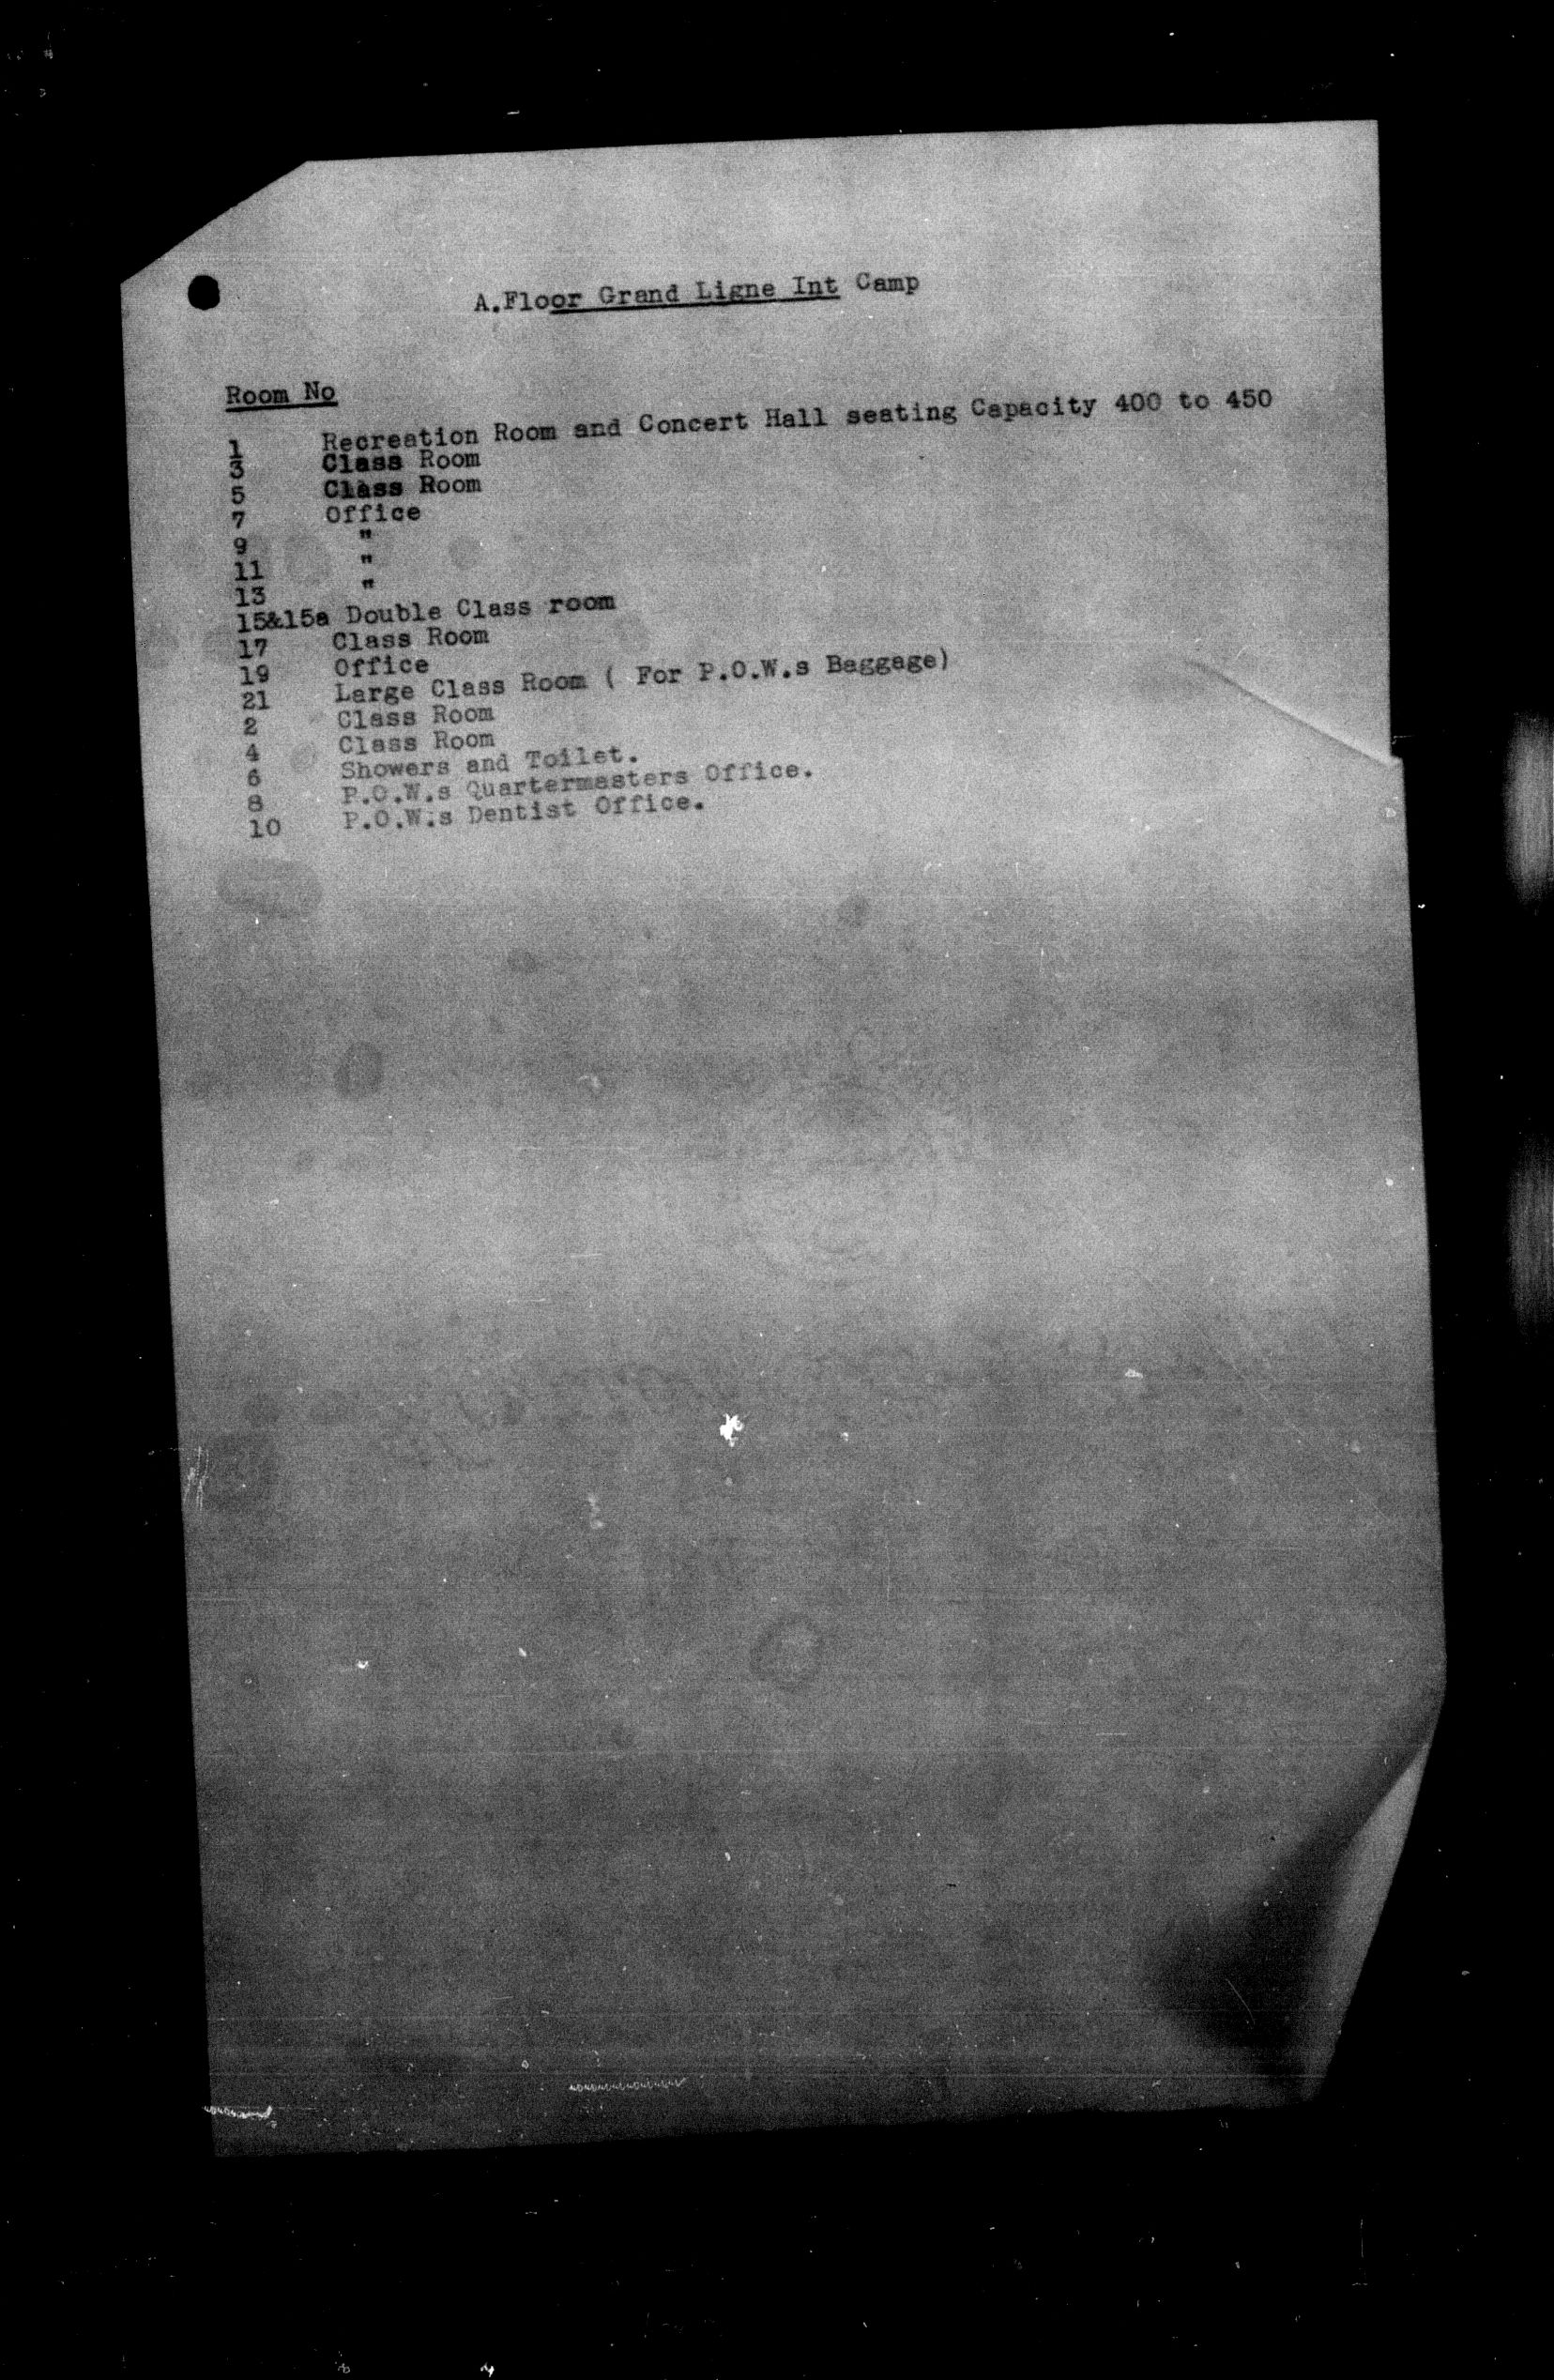 A.Floor Grand Ligne Int Camp
Room No
1 Recreation Room and Concert Hall seating Capacity 400 to 450
3 Class Room
5 Class Room
7 Office
9 "
11 "
13 "
15&15a Double Class room
17 Class Room
19 Office
21 Large Class Room ( For P.O.W.s Baggage)
2 Class Room
4 Class Room
6 Showers and Toilet.
8 P.O.W.s Quartermasters Office.
10 P.O.W.s Dentist Office.